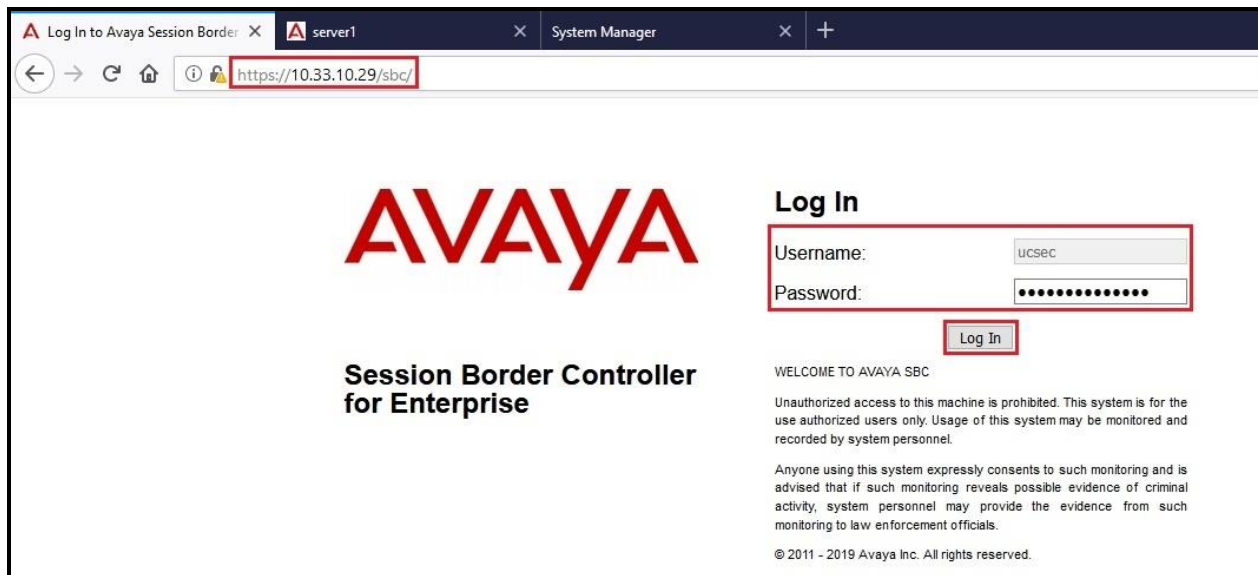 Log In to Avaya Session Border
server1
System Manager
https://10.33.10.29/sbc/
AVAYA
Session Border Controller
for Enterprise
Log In
Username:
ucsec
Password:
••••••••••••••
Log In
WELCOME TO AVAYA SBC
Unauthorized access to this machine is prohibited. This system is for the
use authorized users only. Usage of this system may be monitored and
recorded by system personnel.
Anyone using this system expressly consents to such monitoring and is
advised that if such monitoring reveals possible evidence of criminal
activity, system personnel may provide the evidence from such
monitoring to law enforcement officials.
© 2011 - 2019 Avaya Inc. All rights reserved.